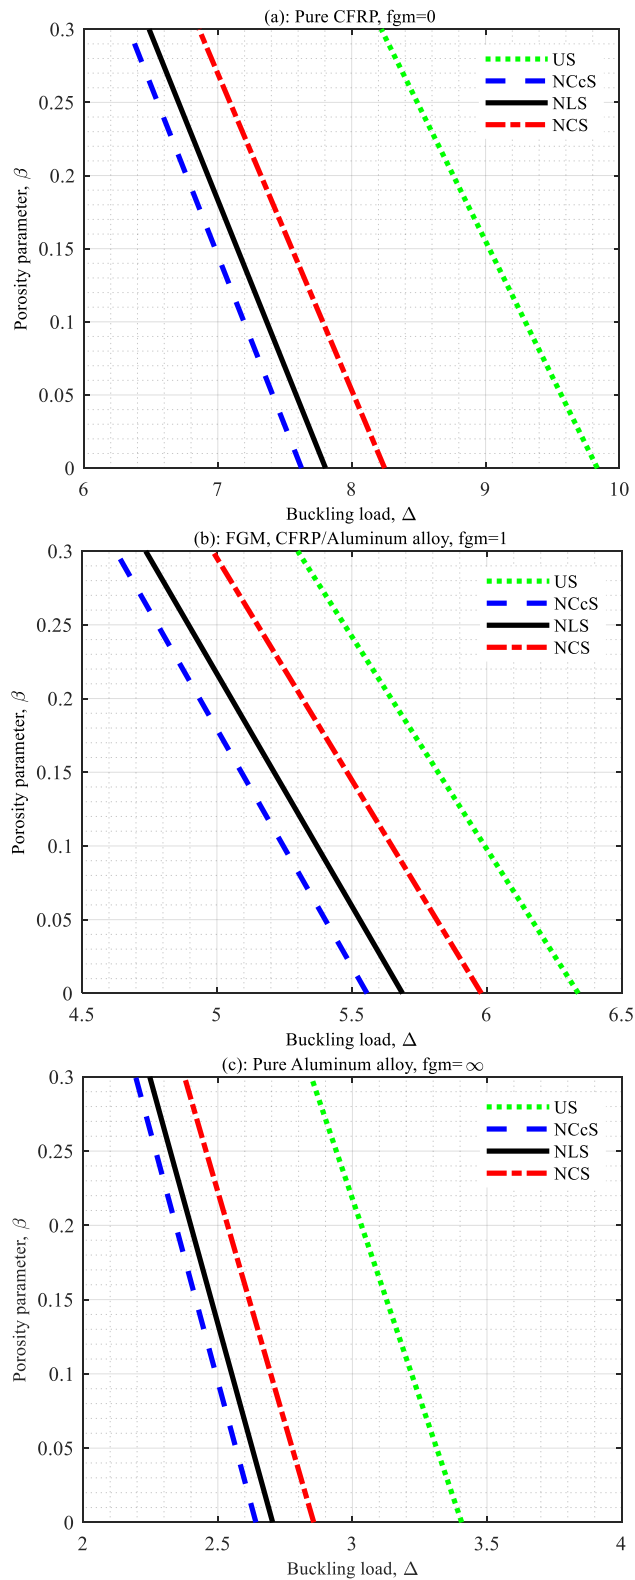 (a): Pure CFRP, fgm=0
0.3
0.25
0.2
0.15
0.1
0.05
0
Porosity parameter, β
US
NCcS
NLS
NCS
6 7 8 9 10
Buckling load, Δ
(b): FGM, CFRP/Aluminum alloy, fgm=1
0.3
0.25
0.2
0.15
0.1
0.05
0
Porosity parameter, β
US
NCcS
NLS
NCS
4.5 5 5.5 6 6.5
Buckling load, Δ
(c): Pure Aluminum alloy, fgm=∞
0.3
0.25
0.2
0.15
0.1
0.05
0
Porosity parameter, β
US
NCcS
NLS
NCS
2 2.5 3 3.5 4
Buckling load, Δ